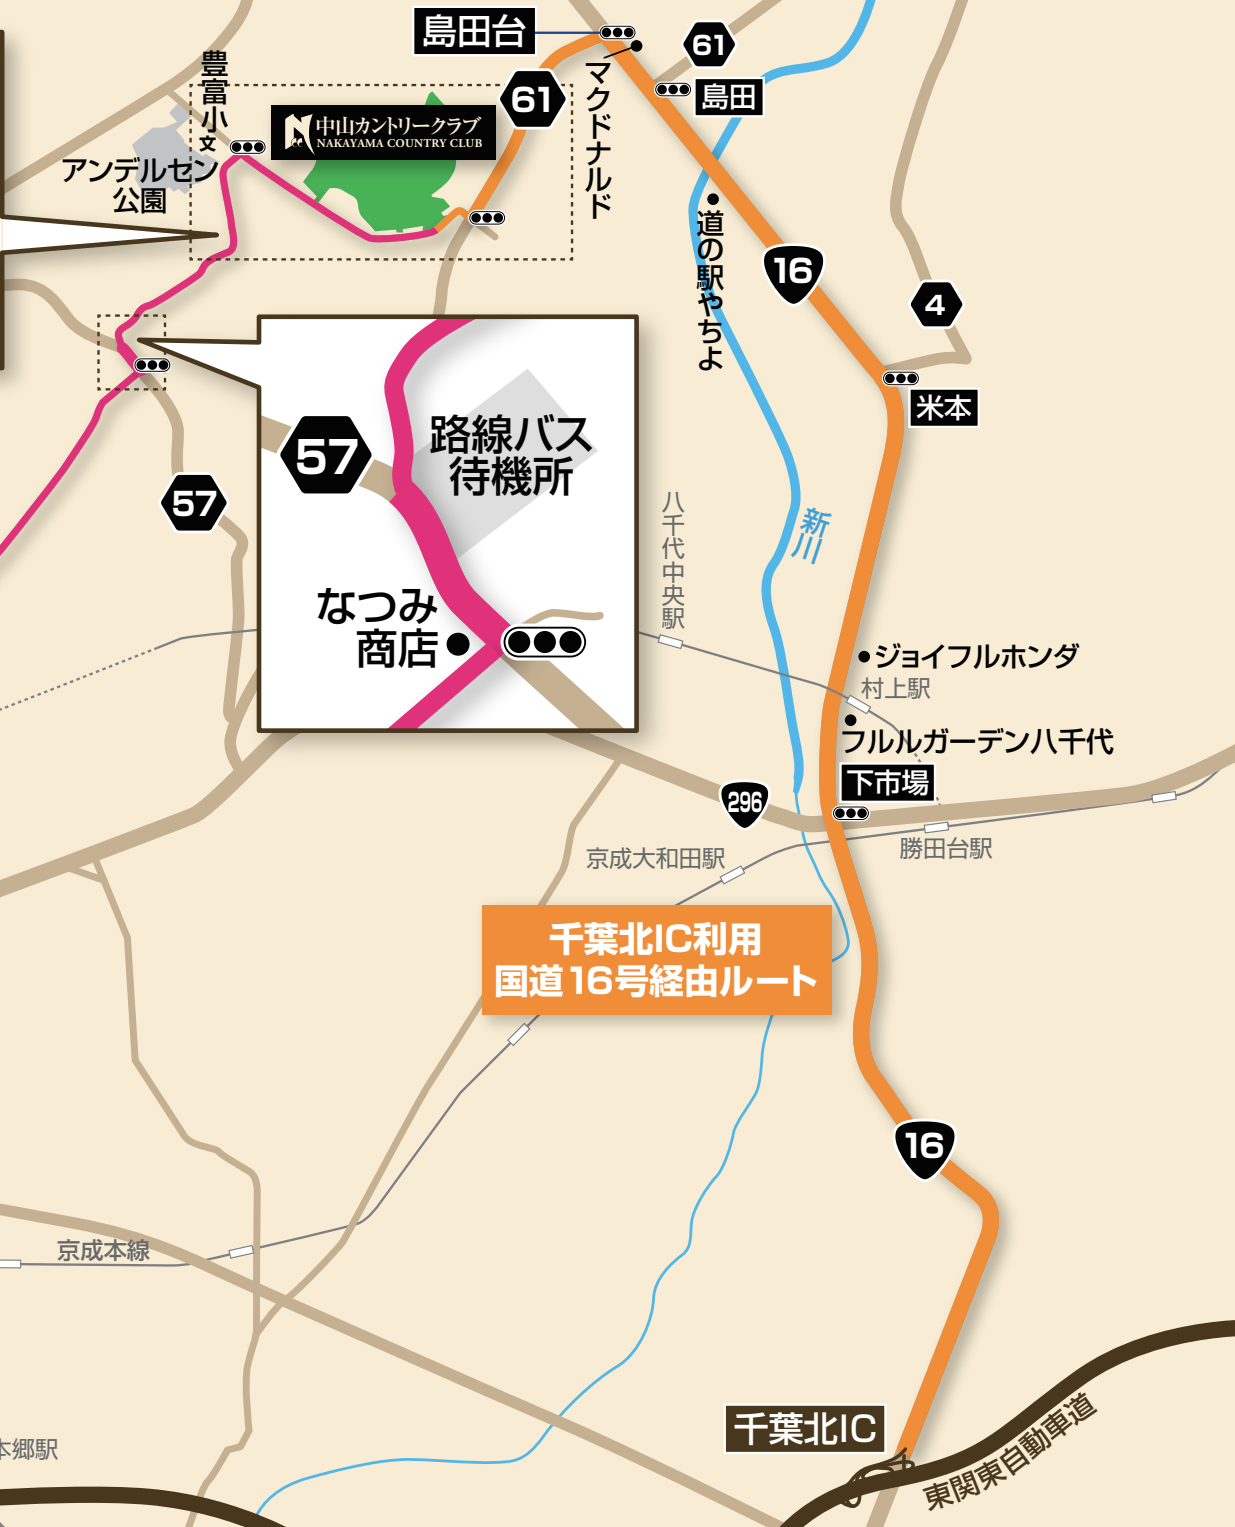 島田台
61
島田
マクドナルド
豊富小
文
61
中山カントリークラブ
NAKAYAMA COUNTRY CLUB
CC
アンデルセン
公園
道の駅やちよ
16
4
米本
57
路線バス
待機所
57
なつみ
商店
八千代中央駅
新川
ジョイフルホンダ
村上駅
フルルガーデン八千代
下市場
296
京成大和田駅
勝田台駅
千葉北IC利用
国道16号経由ルート
16
京成本線
千葉北IC
東関東自動車道
本郷駅